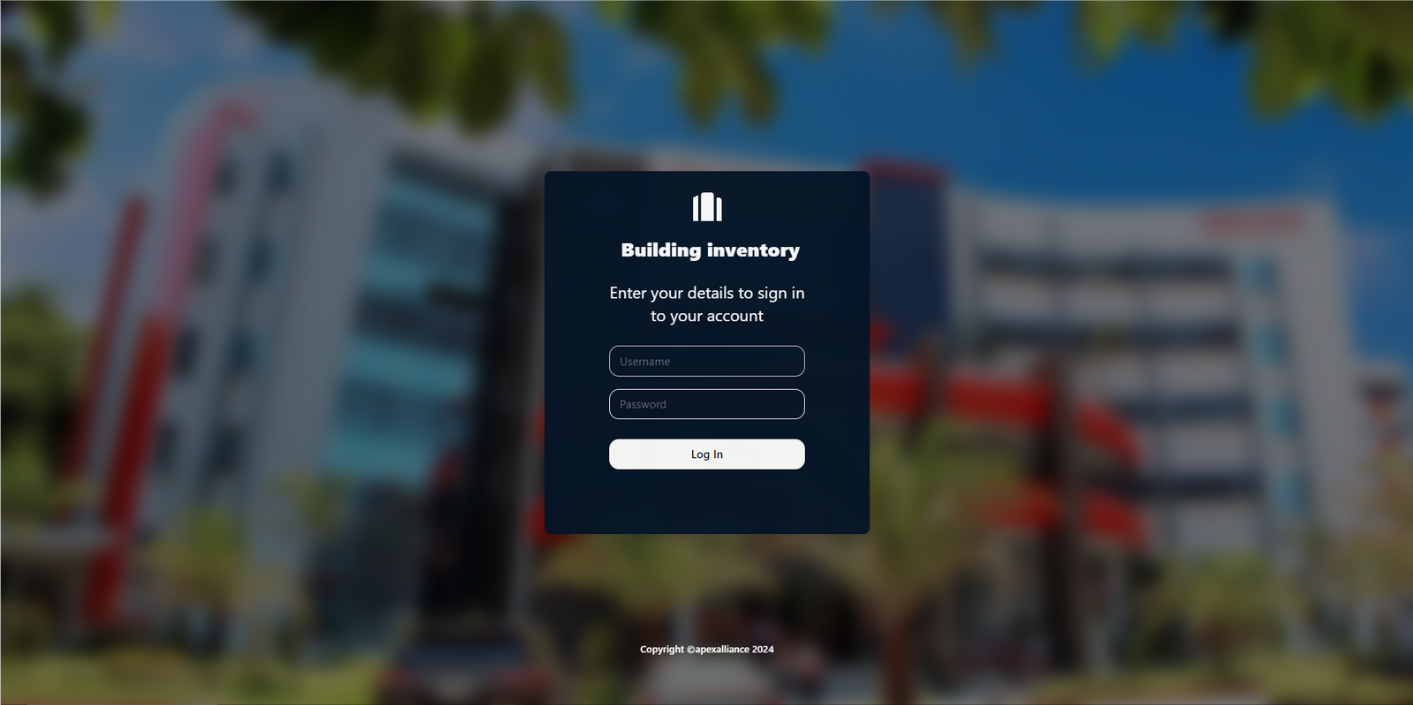 Building inventory
Enter your details to sign in
to your account
Username
Password
Log In
Copyright ©apexalliance 2024